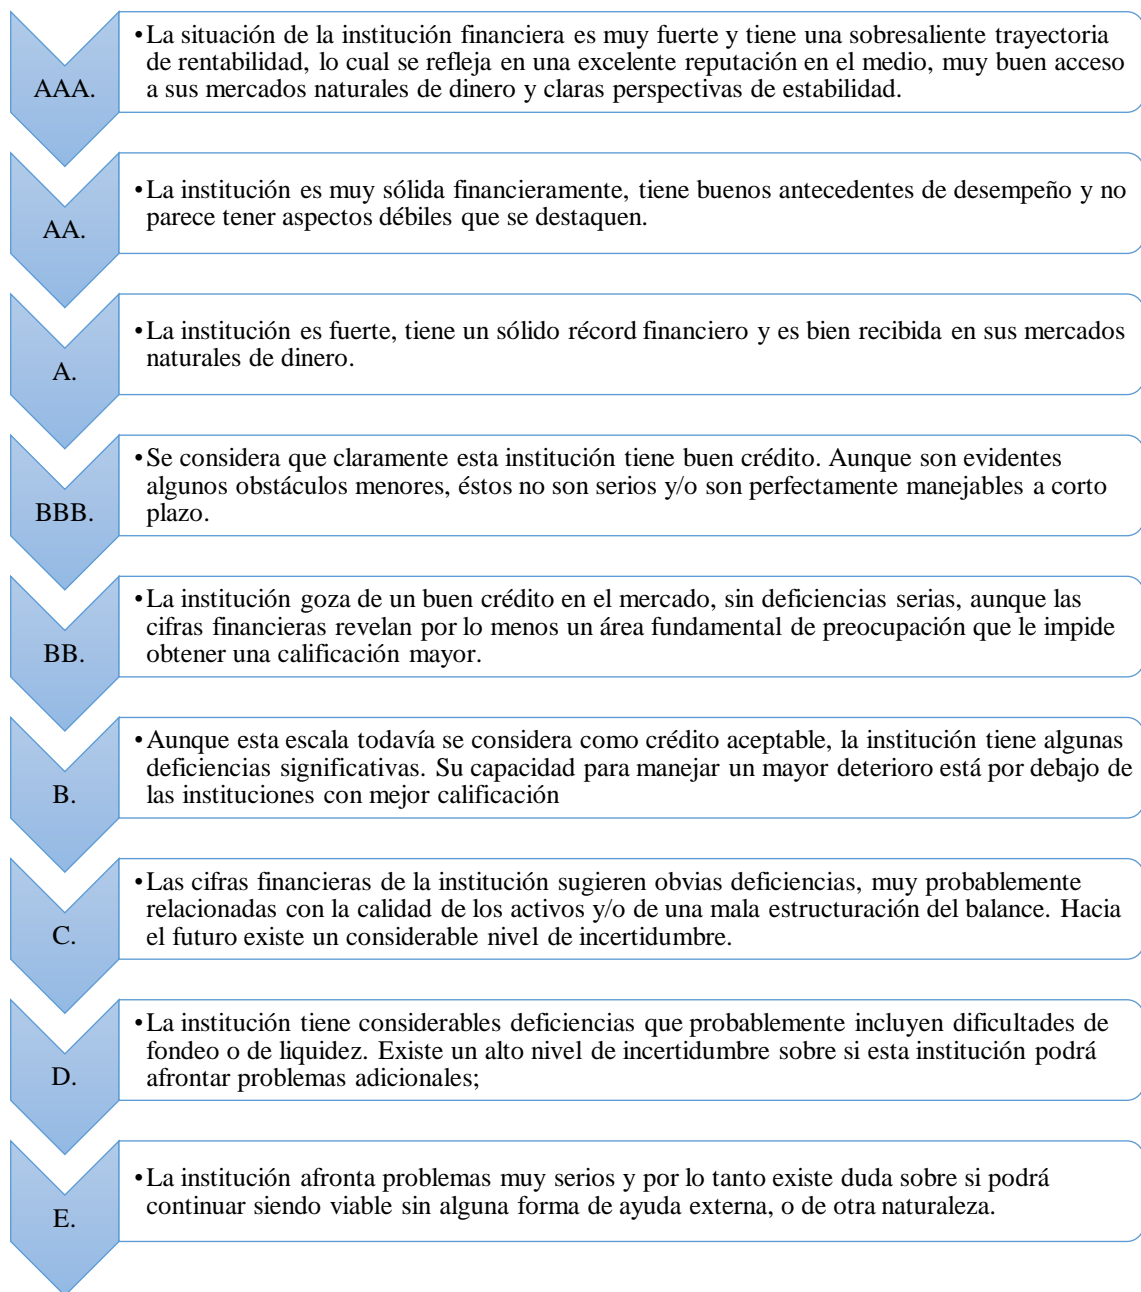 AAA.
•La situación de la institución financiera es muy fuerte y tiene una sobresaliente trayectoria
de rentabilidad, lo cual se refleja en una excelente reputación en el medio, muy buen acceso
a sus mercados naturales de dinero y claras perspectivas de estabilidad.
AA.
•La institución es muy sólida financieramente, tiene buenos antecedentes de desempeño y no
parece tener aspectos débiles que se destaquen.
A.
•La institución es fuerte, tiene un sólido récord financiero y es bien recibida en sus mercados
naturales de dinero.
BBB.
•Se considera que claramente esta institución tiene buen crédito. Aunque son evidentes
algunos obstáculos menores, éstos no son serios y/o son perfectamente manejables a corto
plazo.
BB.
•La institución goza de un buen crédito en el mercado, sin deficiencias serias, aunque las
cifras financieras revelan por lo menos un área fundamental de preocupación que le impide
obtener una calificación mayor.
B.
•Aunque esta escala todavía se considera como crédito aceptable, la institución tiene algunas
deficiencias significativas. Su capacidad para manejar un mayor deterioro está por debajo de
las instituciones con mejor calificación
C.
•Las cifras financieras de la institución sugieren obvias deficiencias, muy probablemente
relacionadas con la calidad de los activos y/o de una mala estructuración del balance. Hacia
el futuro existe un considerable nivel de incertidumbre.
D.
•La institución tiene considerables deficiencias que probablemente incluyen dificultades de
fondeo o de liquidez. Existe un alto nivel de incertidumbre sobre si esta institución podrá
afrontar problemas adicionales;
E.
•La institución afronta problemas muy serios y por lo tanto existe duda sobre si podrá
continuar siendo viable sin alguna forma de ayuda externa, o de otra naturaleza.